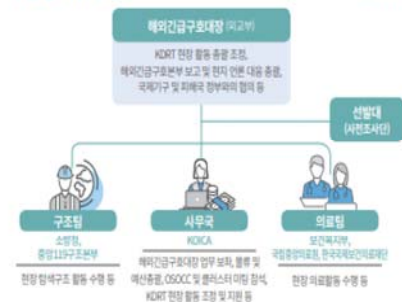 해외긴급구호대장 (외교부)
KDRT 현장 활동 총괄 조정,
해외긴급구호본부 보고 및 현지 언론 대응 총괄,
국제기구 및 피해국 정부와의 협의 등
선발대
(사전조사단)
구조팀
소방청,
중앙119구조본부
현장 탐색구조 활동 수행 등
사무국
KOICA
해외긴급구호대장 업무 보좌, 물류 및
예산총괄, OSOCC 및 클러스터 미팅 참석,
KDRT 현장 활동 조정 및 지원 등
의료팀
보건복지부,
국립중앙의료원, 한국국제보건의료재단
현장 의료활동 수행 등